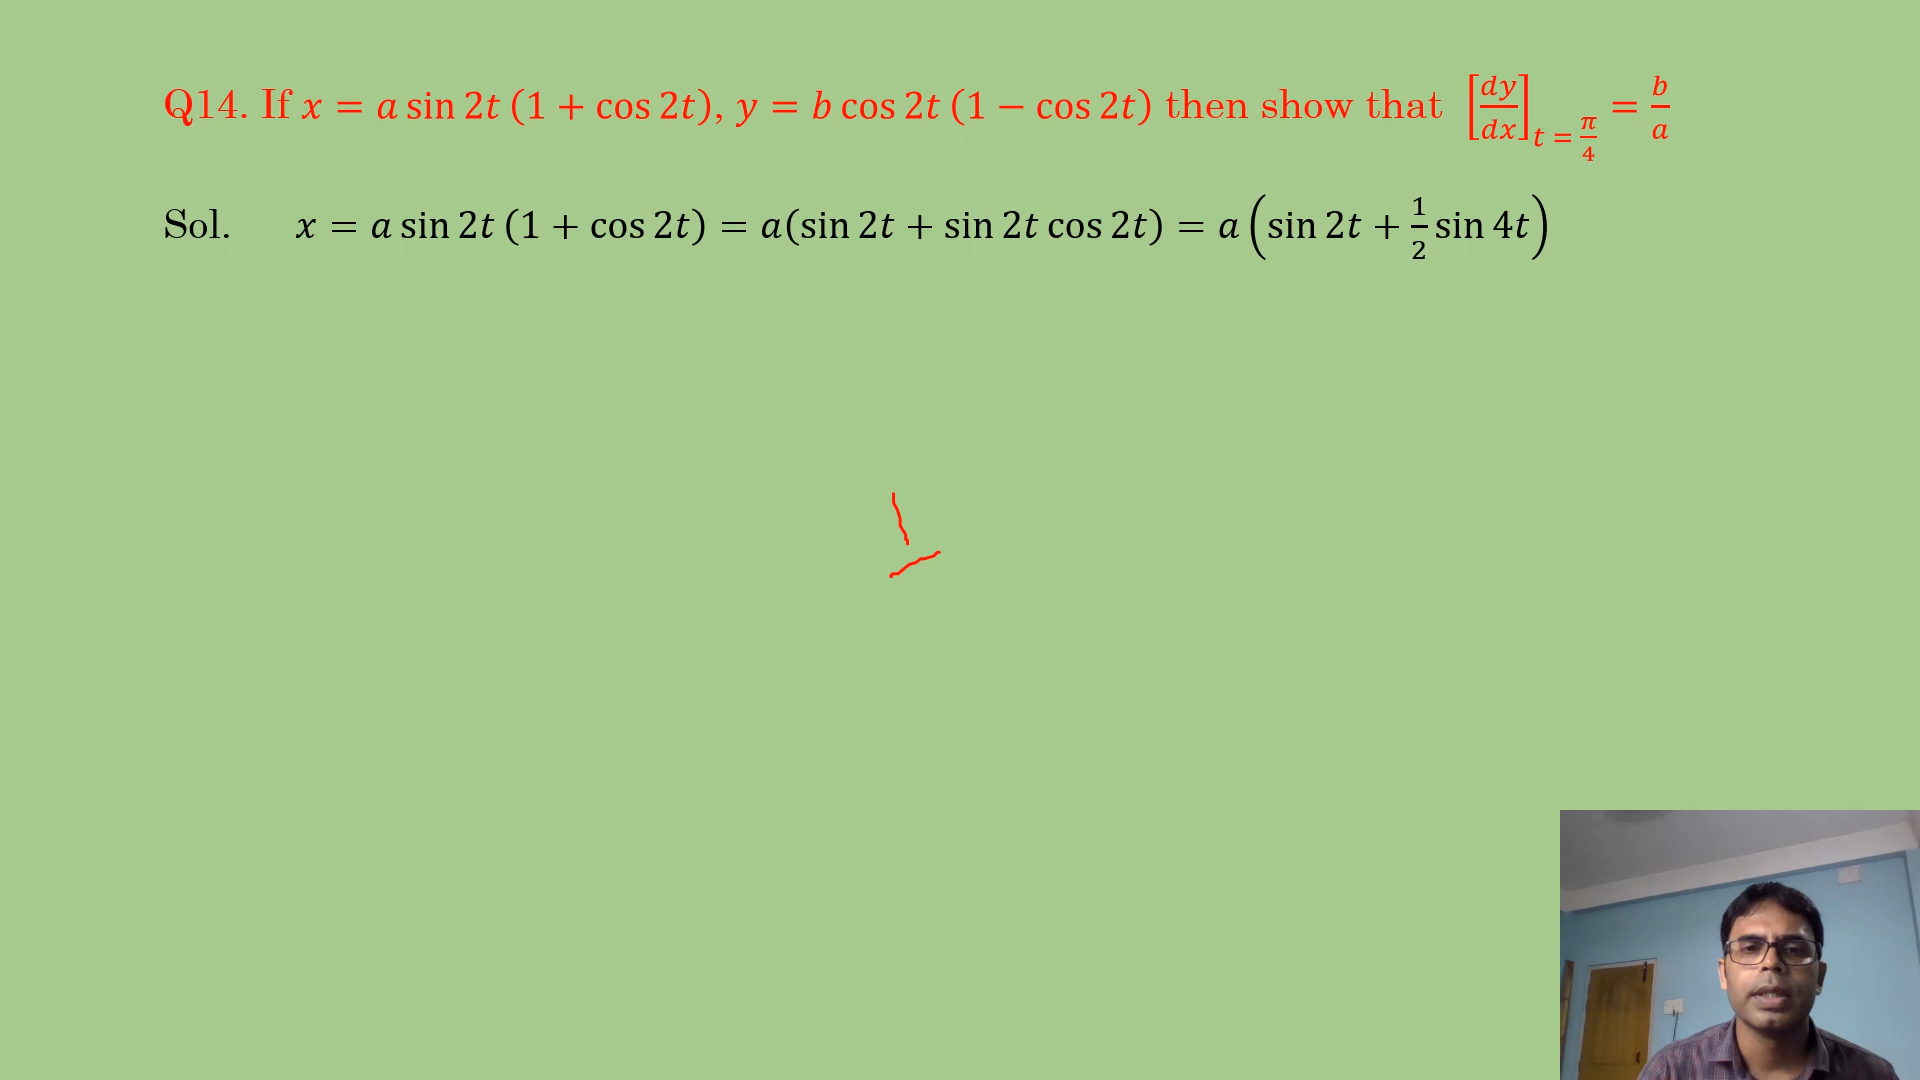 Q14. If x = a sin 2t (1 + cos 2t), y = b cos 2t (1 − cos 2t) then show that [dy/dx]_{t = π/4} = b/a
Sol. x = a sin 2t (1 + cos 2t) = a(sin 2t + sin 2t cos 2t) = a(sin 2t + 1/2 sin 4t)